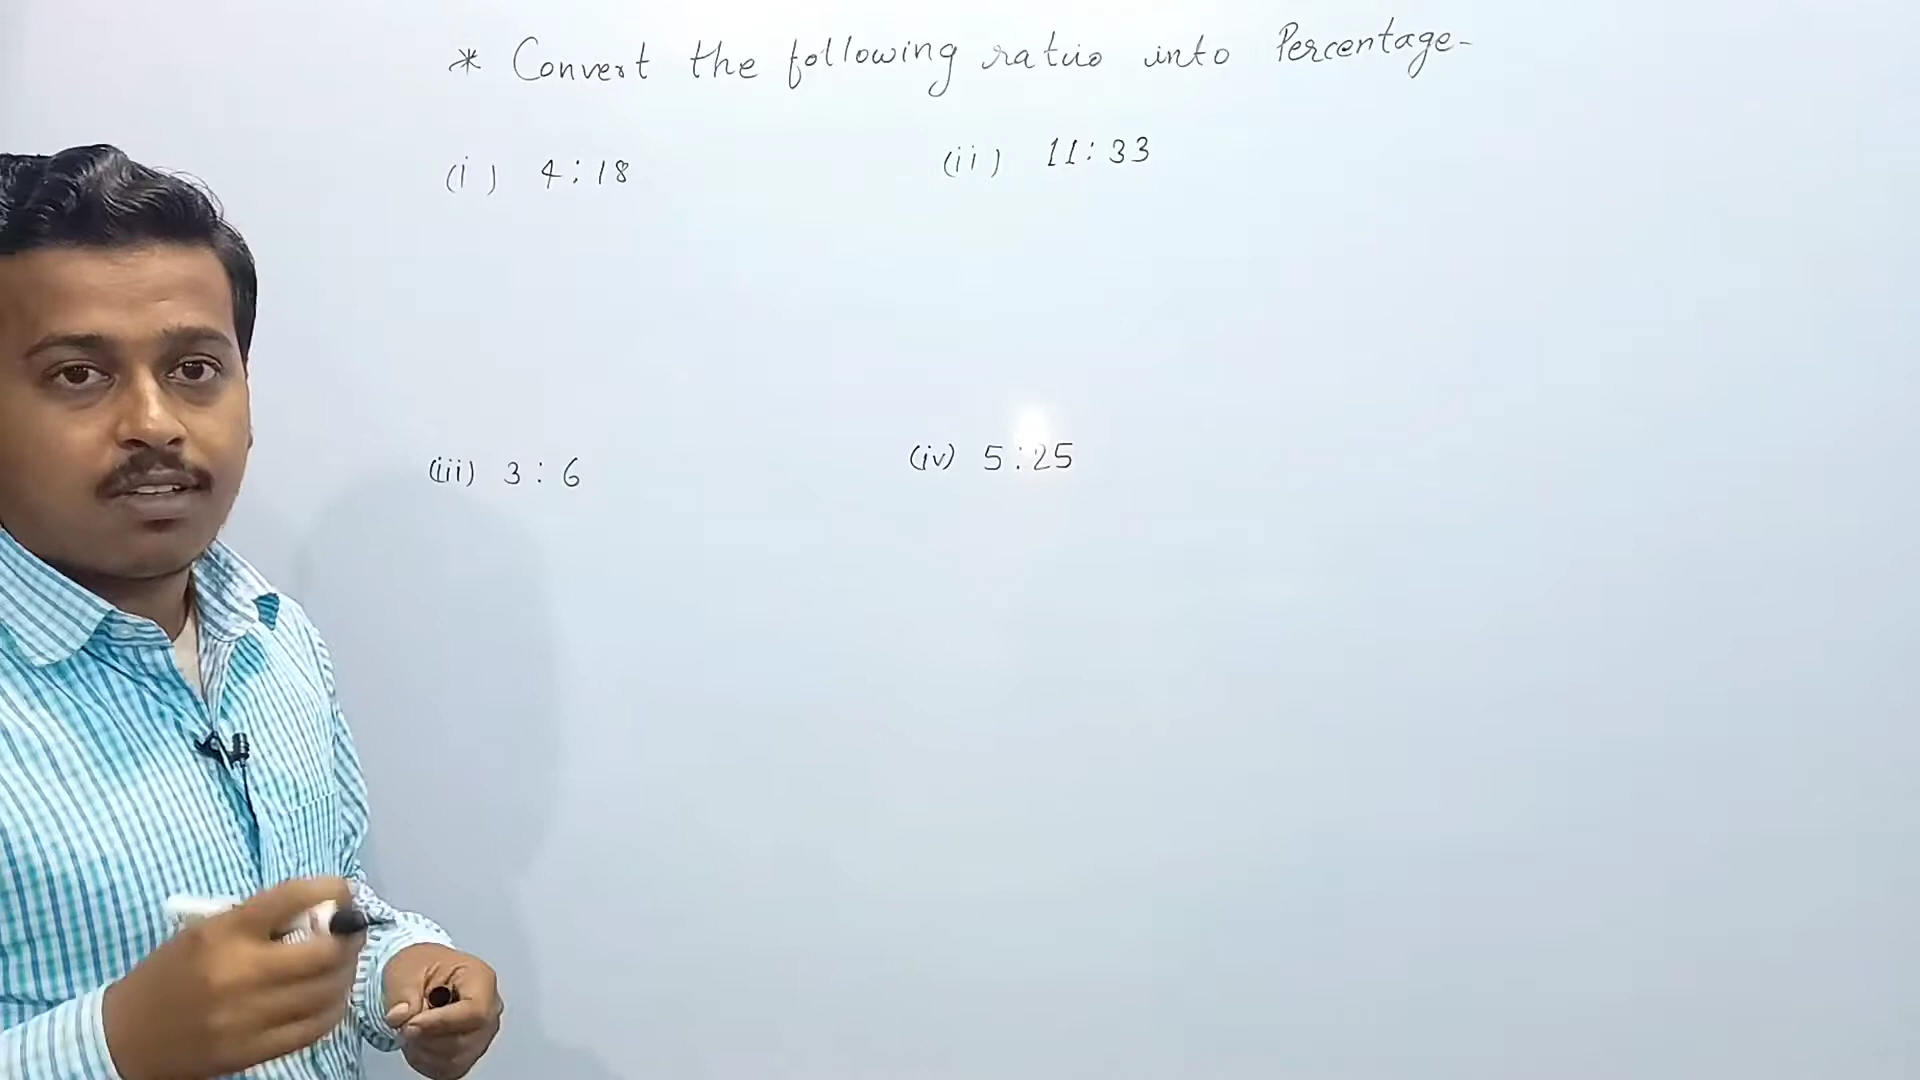 * Convert the following ratio into Percentage-
(i) 4:18 (ii) 11:33
(iii) 3:6 (iv) 5:25